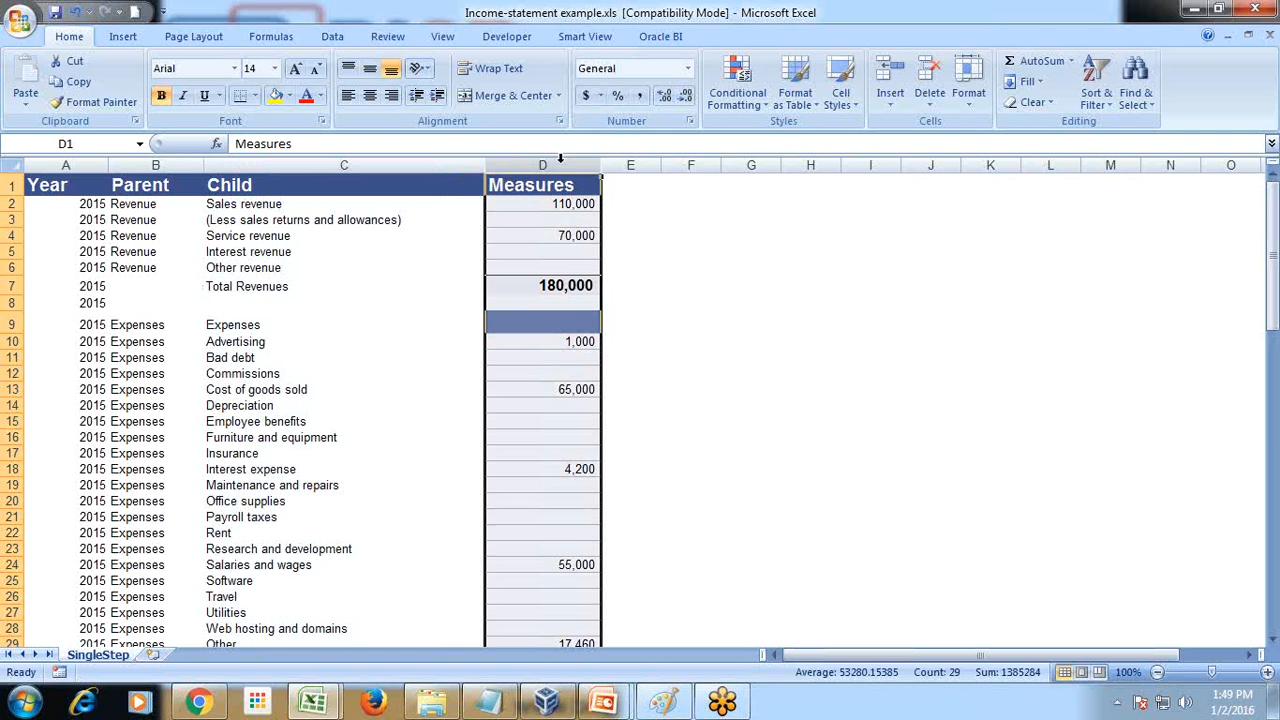 Income-statement example.xls [Compatibility Mode] - Microsoft Excel
Home Insert Page Layout Formulas Data Review View Developer Smart View Oracle BI
Paste
Cut
Copy
Format Painter
Clipboard
Arial 14
B I U
Font
Wrap Text
Merge & Center
Alignment
General
$ % ,
Number
Conditional Formatting
Format as Table
Cell Styles
Styles
Insert Delete Format
Cells
Σ AutoSum
Fill
Clear
Sort & Filter
Find & Select
Editing
D1 fx Measures
A B C D E F G H I J K L M N O
1 Year Parent Child Measures
2 2015 Revenue Sales revenue 110,000
3 2015 Revenue (Less sales returns and allowances)
4 2015 Revenue Service revenue 70,000
5 2015 Revenue Interest revenue
6 2015 Revenue Other revenue
7 2015 Total Revenues 180,000
8 2015
9 2015 Expenses Expenses
10 2015 Expenses Advertising 1,000
11 2015 Expenses Bad debt
12 2015 Expenses Commissions
13 2015 Expenses Cost of goods sold 65,000
14 2015 Expenses Depreciation
15 2015 Expenses Employee benefits
16 2015 Expenses Furniture and equipment
17 2015 Expenses Insurance
18 2015 Expenses Interest expense 4,200
19 2015 Expenses Maintenance and repairs
20 2015 Expenses Office supplies
21 2015 Expenses Payroll taxes
22 2015 Expenses Rent
23 2015 Expenses Research and development
24 2015 Expenses Salaries and wages 55,000
25 2015 Expenses Software
26 2015 Expenses Travel
27 2015 Expenses Utilities
28 2015 Expenses Web hosting and domains
29 2015 Expenses Other 17,460
SingleStep
Ready Average: 53280.15385 Count: 29 Sum: 1385284 100%
1:49 PM
1/2/2016